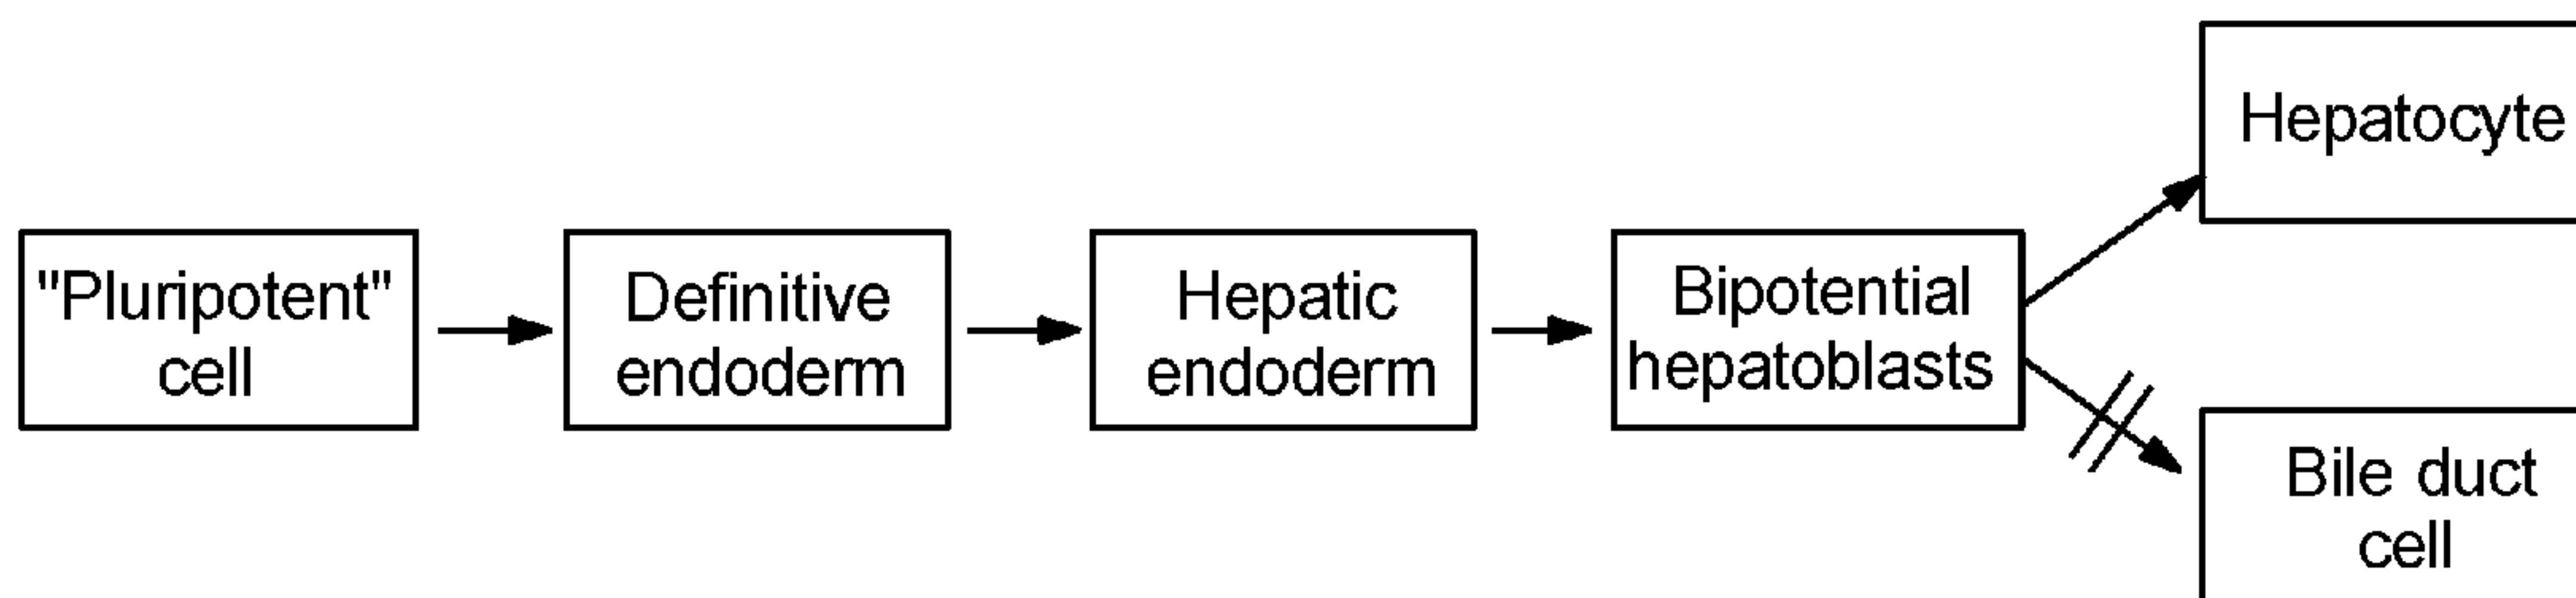 "Pluripotent"
cell
Definitive
endoderm
Hepatic
endoderm
Bipotential
hepatoblasts
Hepatocyte
Bile duct
cell